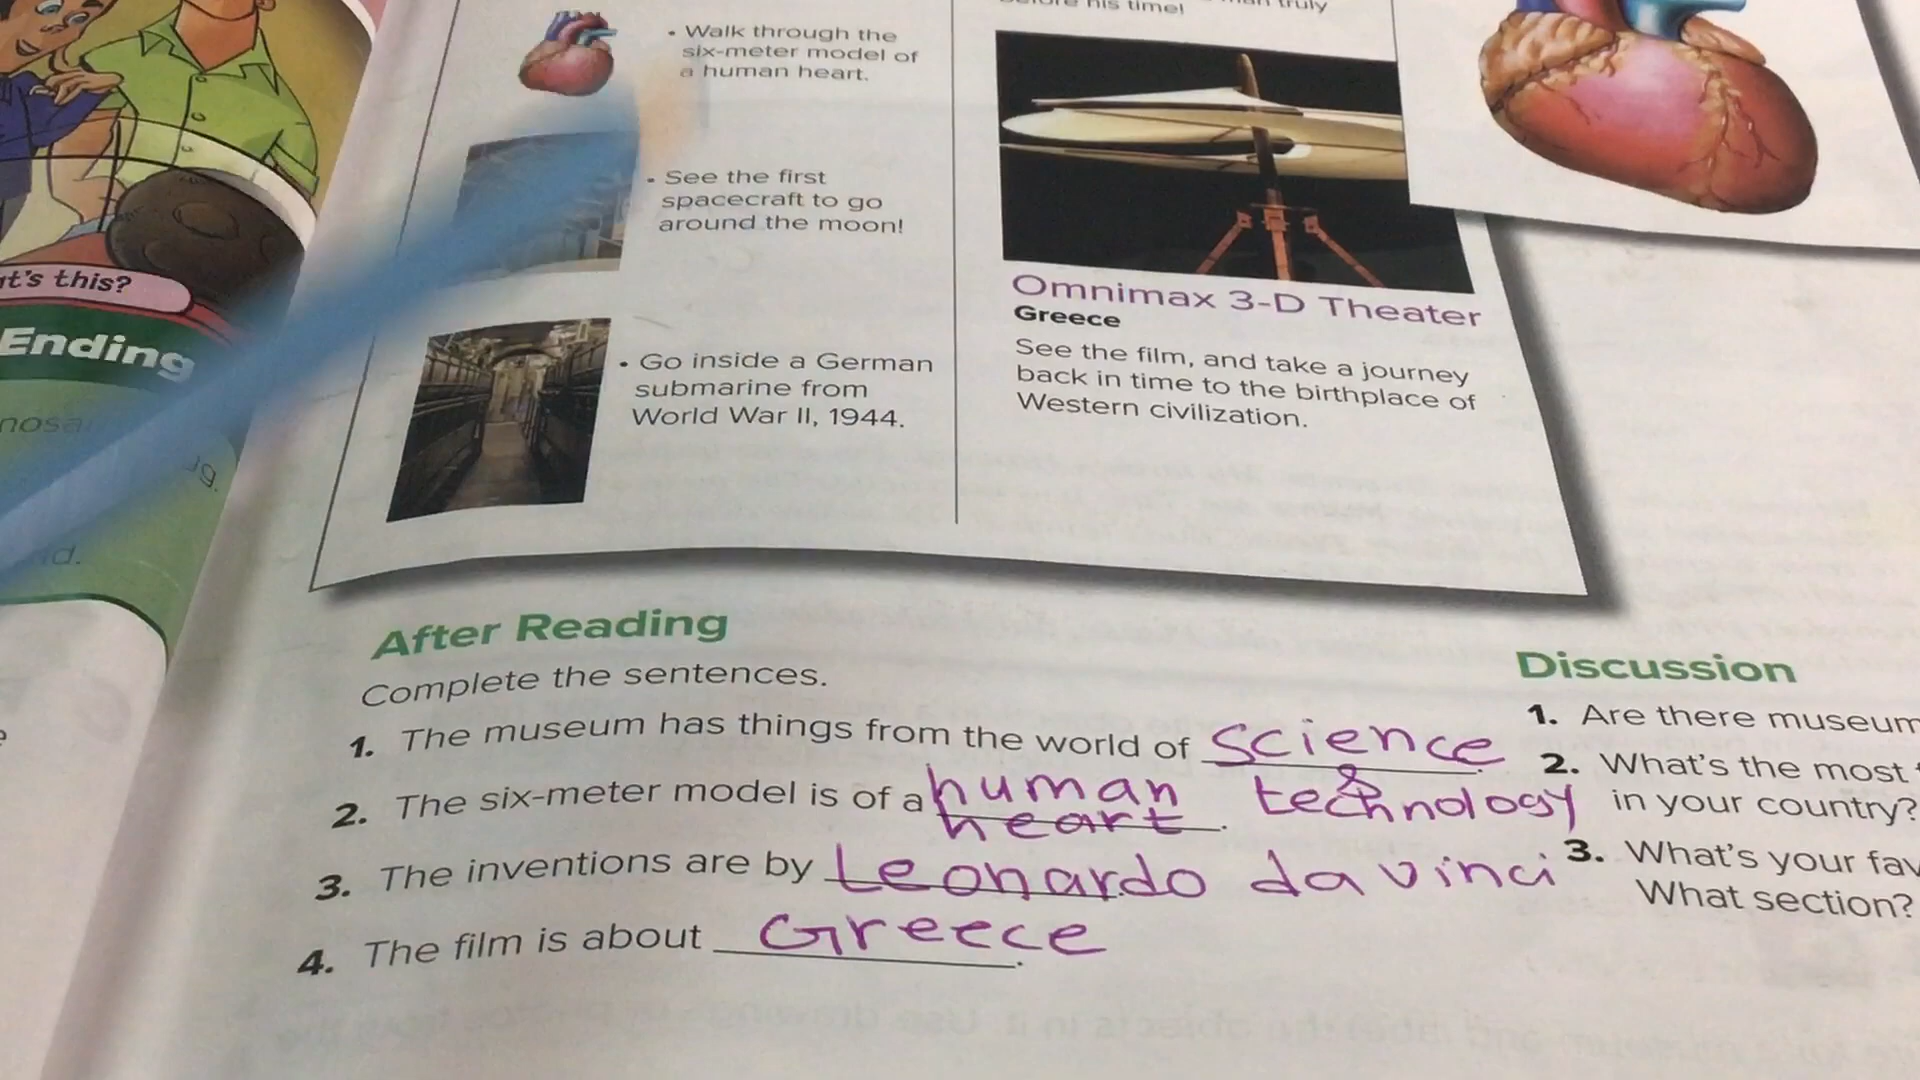 his time!
truly
• Walk through the
six-meter model of
a human heart.
• See the first
spacecraft to go
around the moon!
• Go inside a German
submarine from
World War II, 1944.
Omnimax 3-D Theater
Greece
See the film, and take a journey
back in time to the birthplace of
Western civilization.
this?
Ending
After Reading
Complete the sentences.
1. The museum has things from the world of science
& technology
2. The six-meter model is of a human
heart.
3. The inventions are by Leonardo da vinci
4. The film is about Greece.
Discussion
1. Are there museum
2. What's the most
in your country?
3. What's your fav
What section?